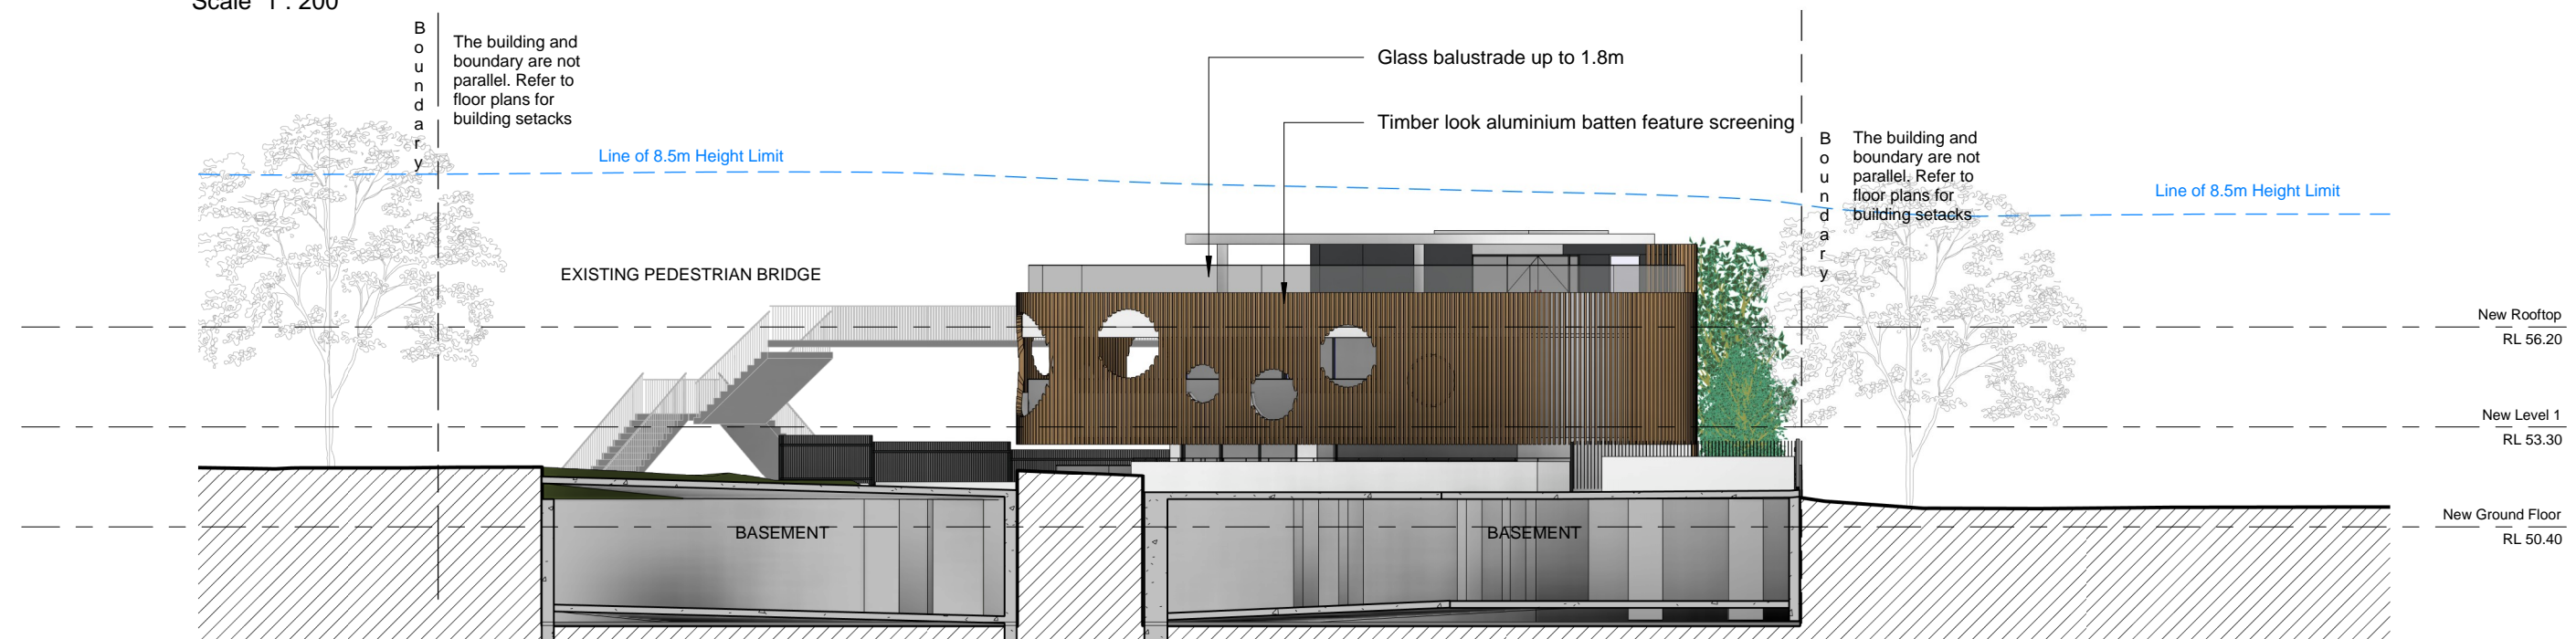 Scale 1 : 200
Boundary
The building and
boundary are not
parallel. Refer to
floor plans for
building setacks
Glass balustrade up to 1.8m
Timber look aluminium batten feature screening
Boundary
The building and
boundary are not
parallel. Refer to
floor plans for
building setacks
Line of 8.5m Height Limit
Line of 8.5m Height Limit
EXISTING PEDESTRIAN BRIDGE
New Rooftop
RL 56.20
New Level 1
RL 53.30
New Ground Floor
RL 50.40
BASEMENT
BASEMENT